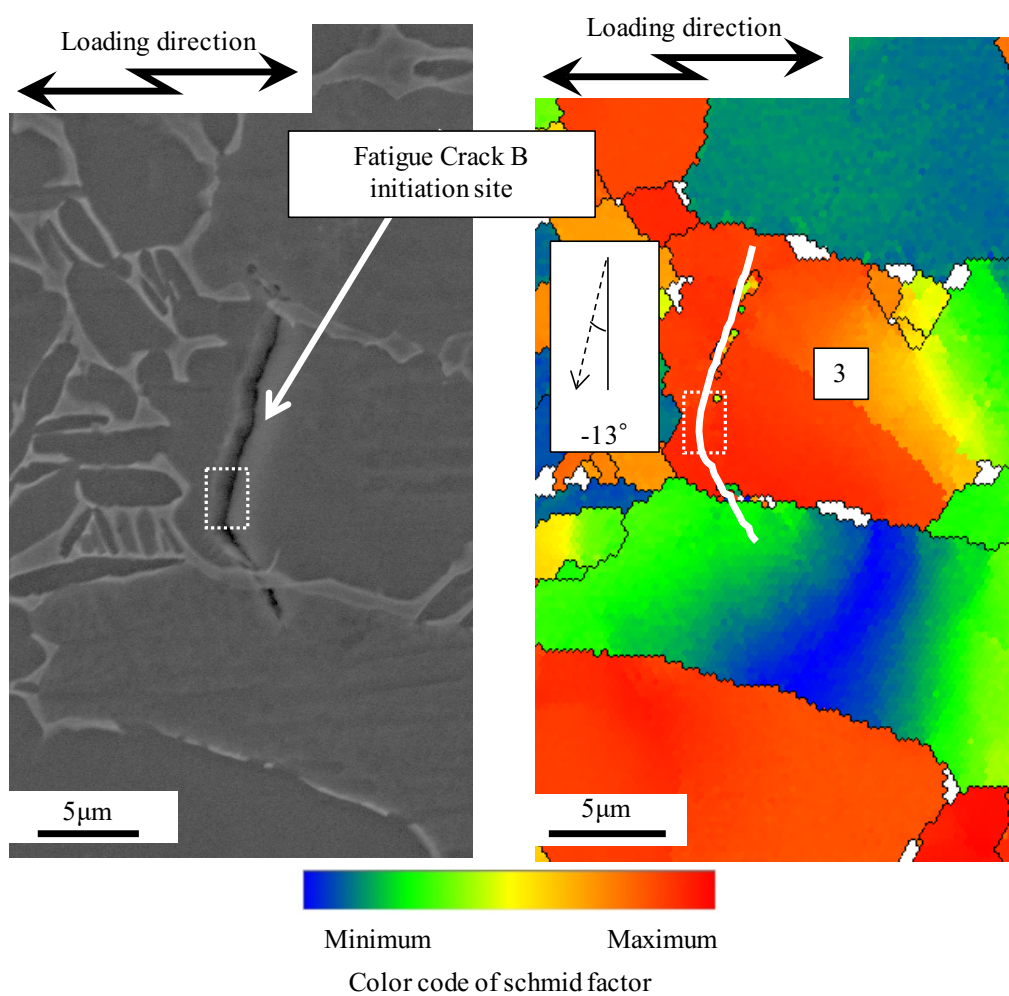 Loading direction
Loading direction
Fatigue Crack B
initiation site
3
-13°
5μm
5μm
Minimum
Maximum
Color code of schmid factor